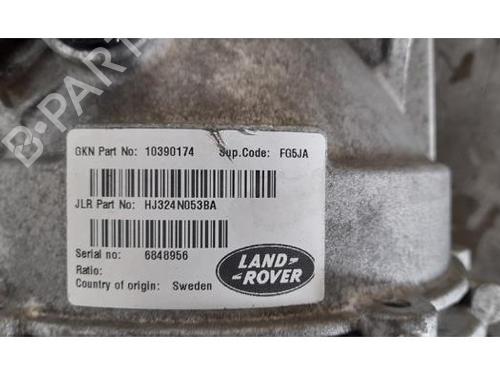 B-PARTS
GKN Part No: 10390174 Sup.Code: FG5JA
JLR Part No: HJ324N053BA
Serial no: 6848956
Ratio:
Country of origin: Sweden
LAND
ROVER